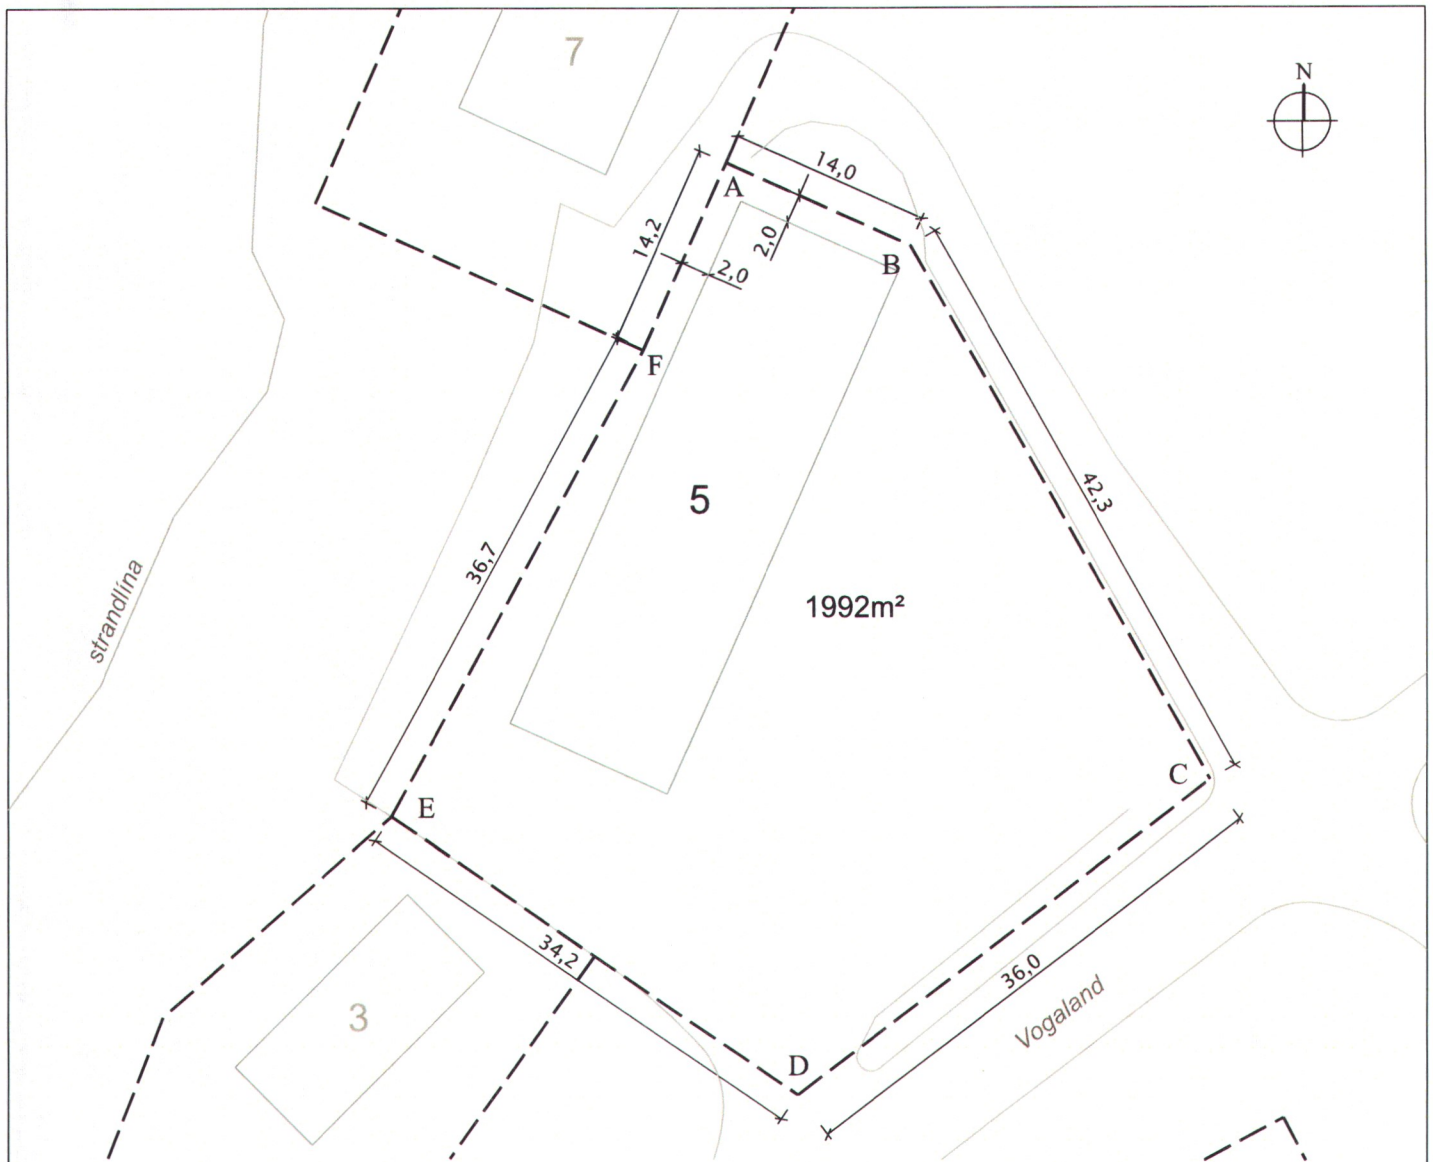 7
N
14,0
A
14,2
2,0
2,0
B
F
42,3
5
36,7
1992m²
strandlína
C
E
34,2
36,0
3
Vogaland
D